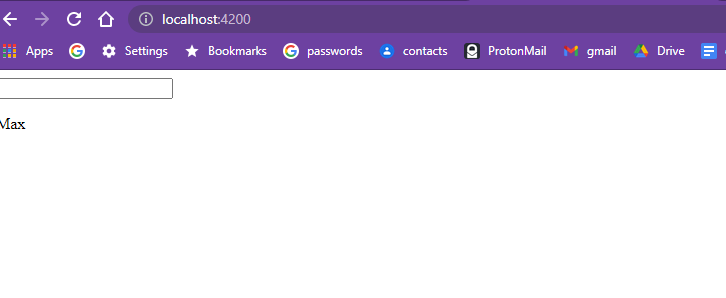 localhost:4200
Apps Settings Bookmarks passwords contacts ProtonMail gmail Drive
Max